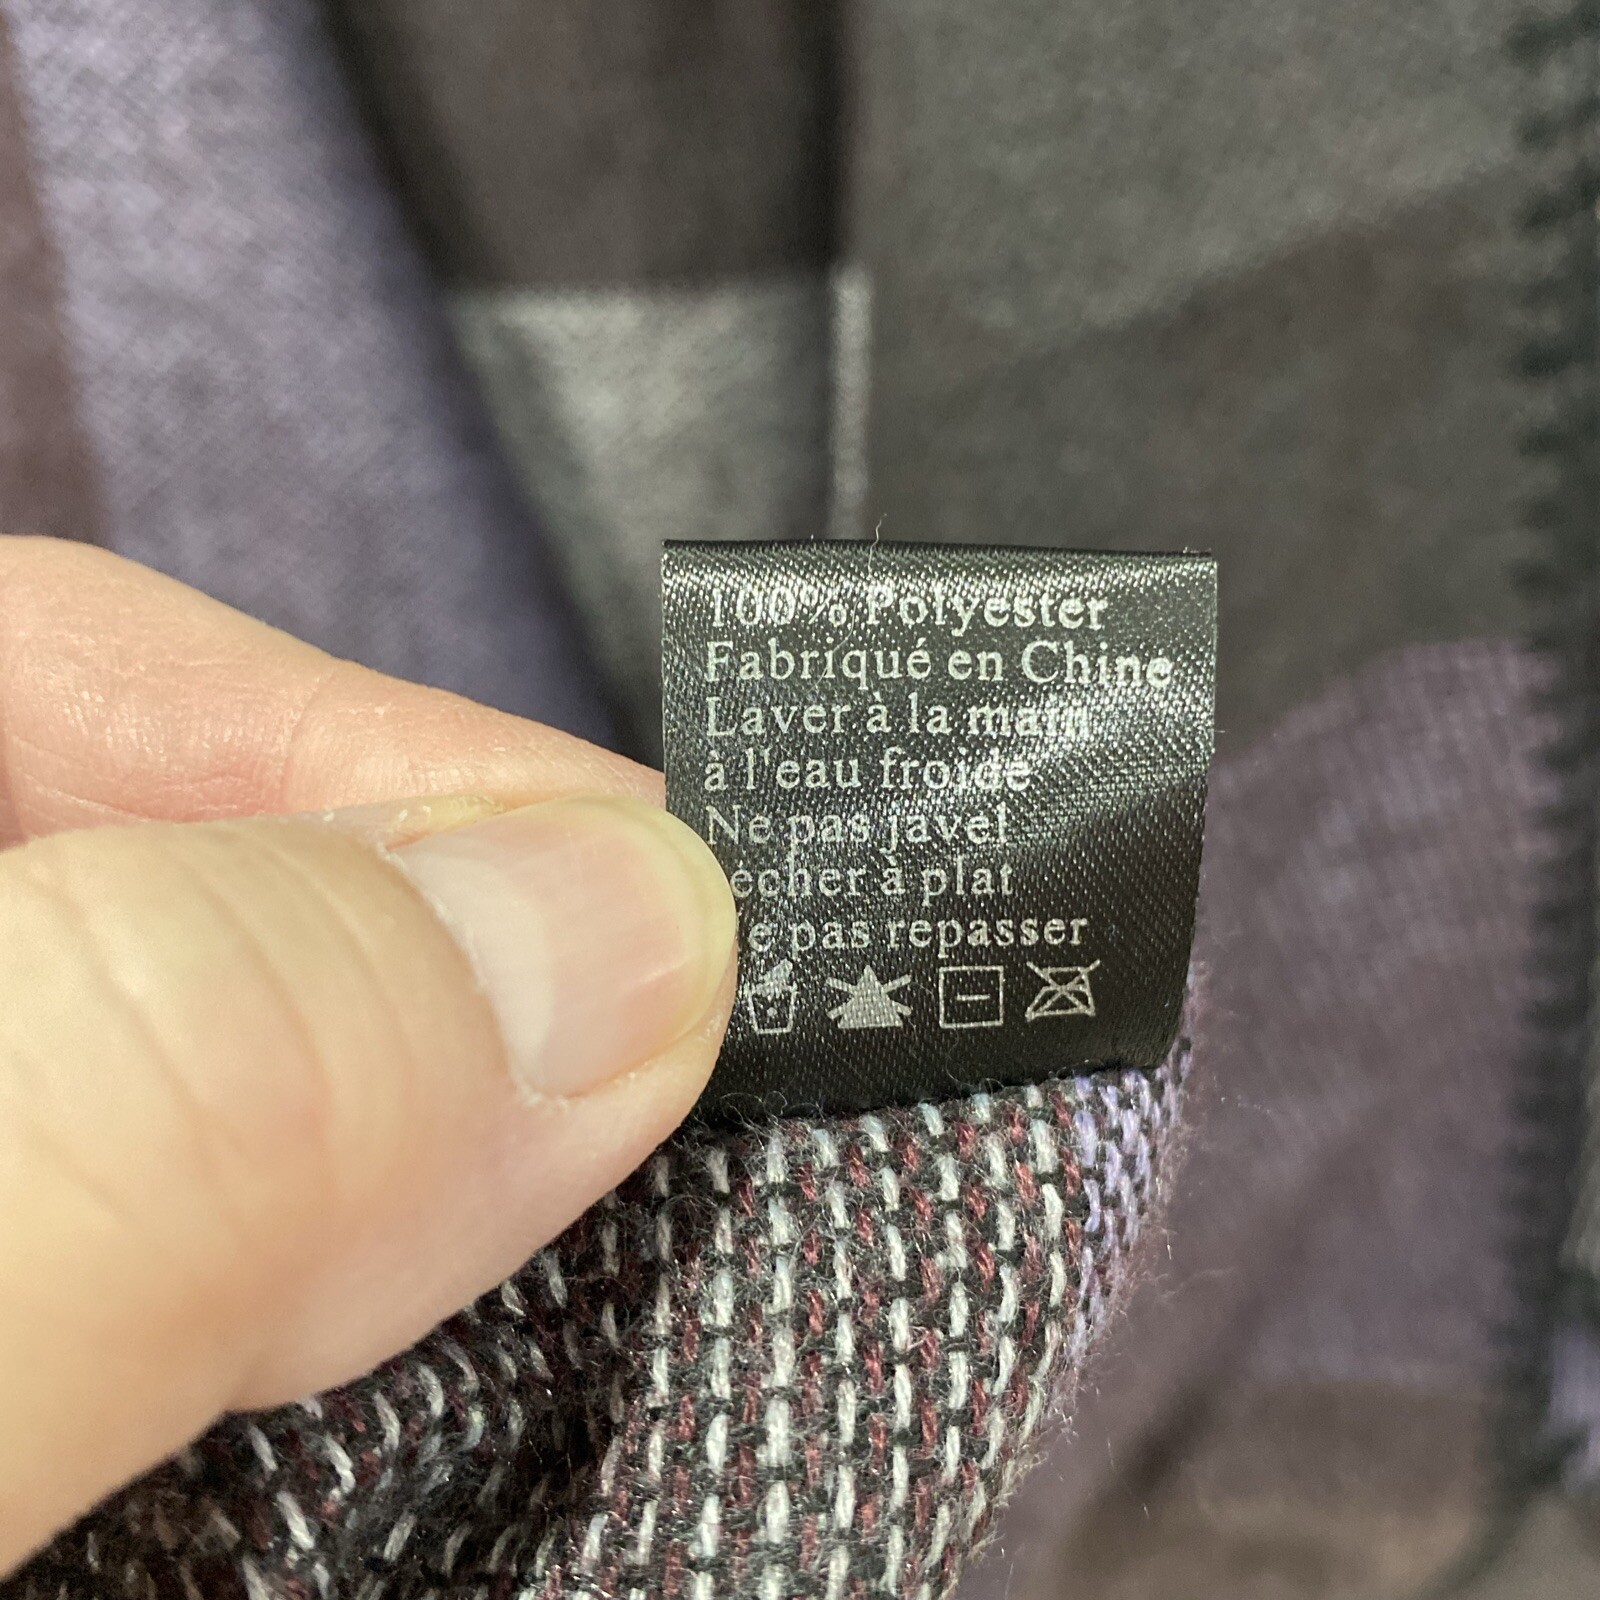 100% Polyester
Fabriqué en Chine
Laver à la main
à l'eau froide
Ne pas javel
echer à plat
e pas repasser